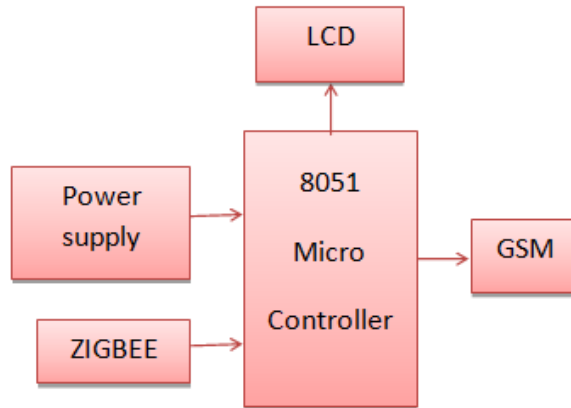 LCD
Power
supply
8051
Micro
Controller
GSM
ZIGBEE